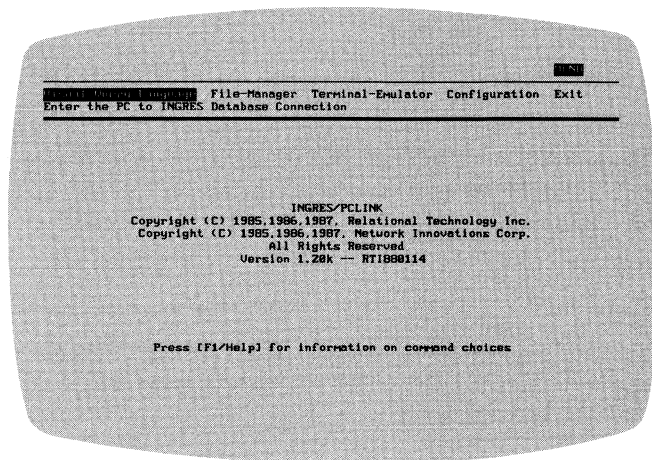 MENU
File-Manager Terminal-Emulator Configuration Exit
Enter the PC to INGRES Database Connection
INGRES/PCLINK
Copyright (C) 1985,1986,1987, Relational Technology Inc.
Copyright (C) 1985,1986,1987, Network Innovations Corp.
All Rights Reserved
Version 1.20k -- RTI880114
Press [F1/Help] for information on command choices